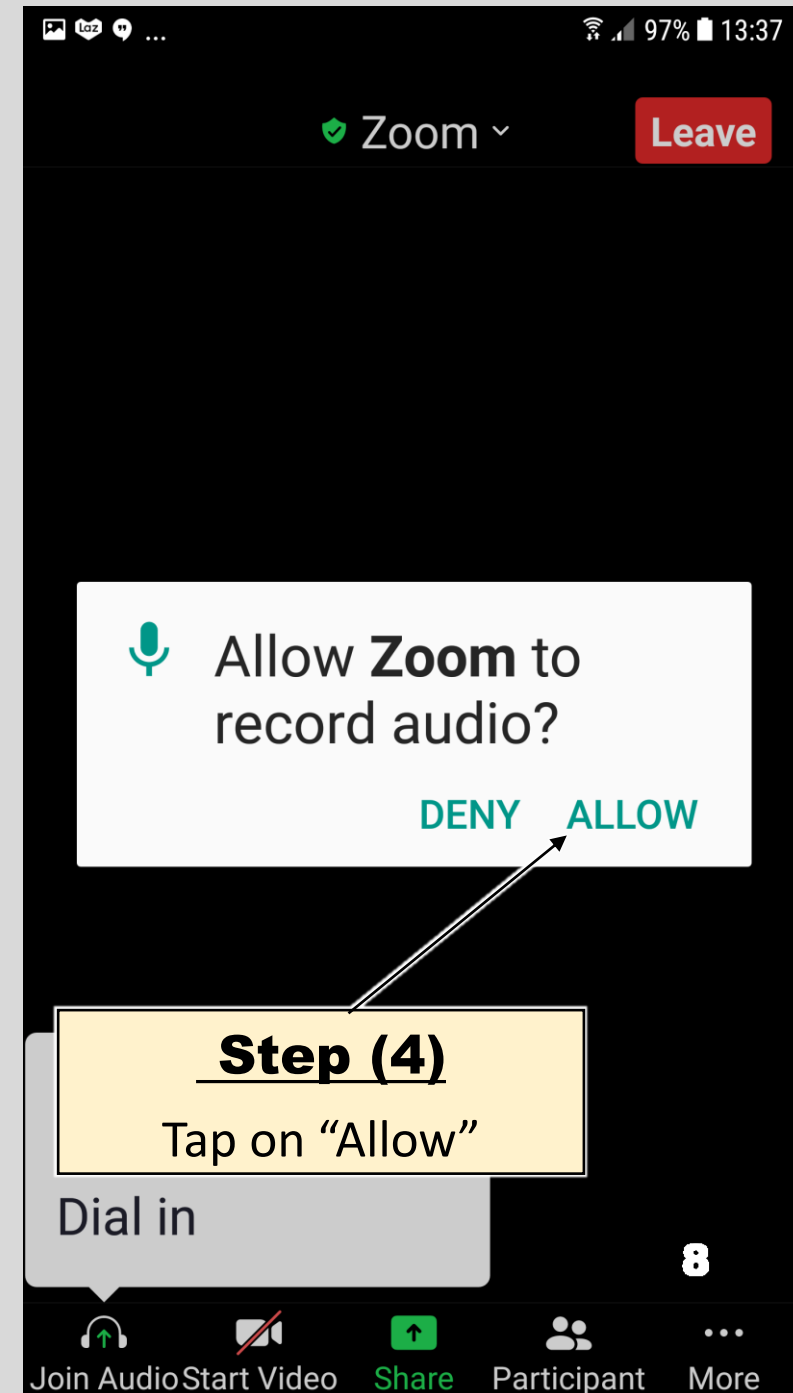 Laz ... 97% 13:37
Zoom Leave
Allow Zoom to
record audio?
DENY ALLOW
Step (4)
Tap on “Allow”
Dial in
8
Join Audio Start Video Share Participant More